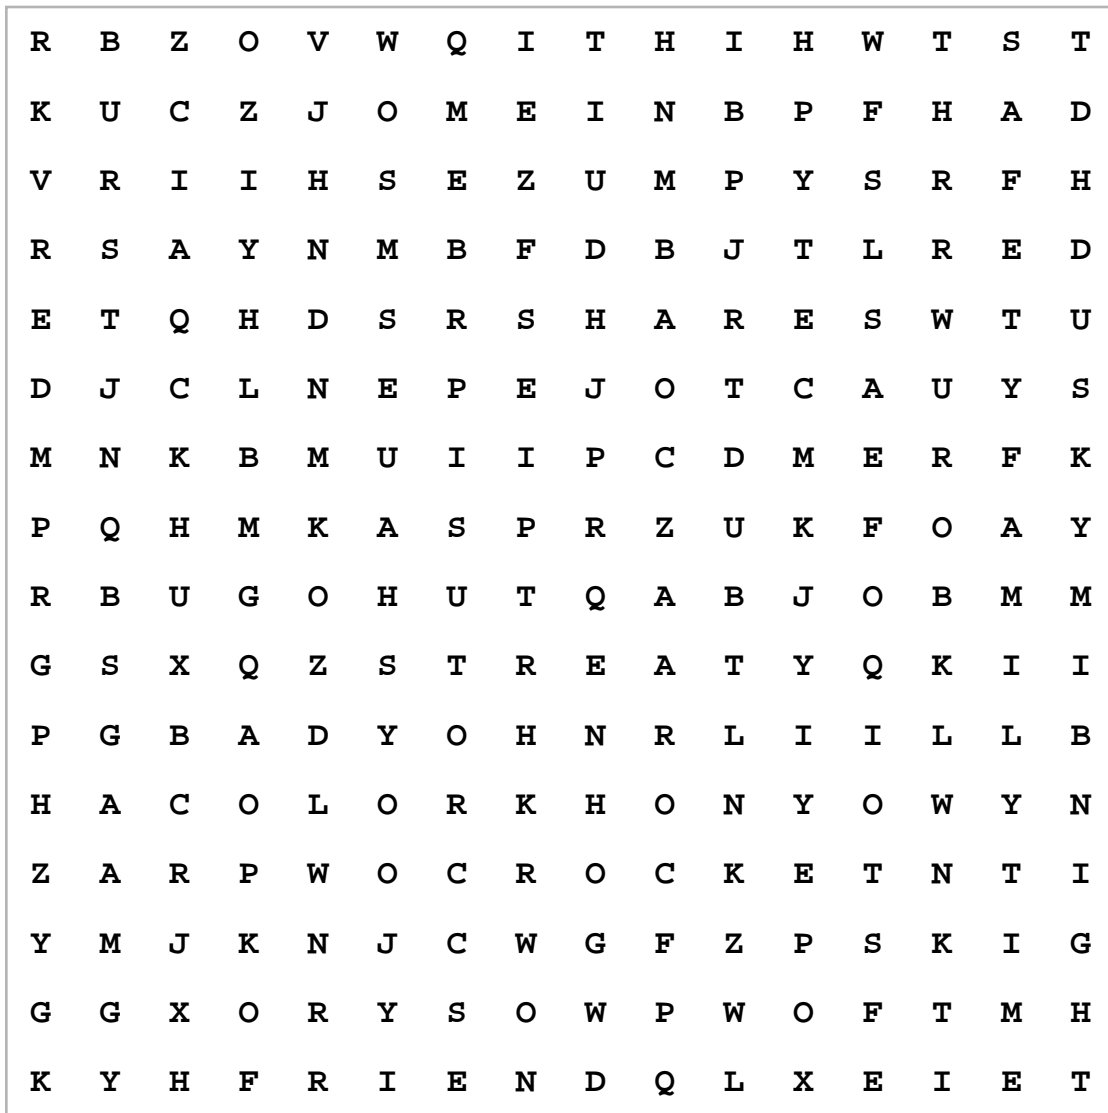 R B Z O V W Q I T H I H W T S T
K U C Z J O M E I N B P F H A D
V R I I H S E Z U M P Y S R F H
R S A Y N M B F D B J T L R E D
E T Q H D S R S H A R E S W T U
D J C L N E P E J O T C A U Y S
M N K B M U I I P C D M E R F K
P Q H M K A S P R Z U K F O A Y
R B U G O H U T Q A B J O B M M
G S X Q Z S T R E A T Y Q K I I
P G B A D Y O H N R L I I L L B
H A C O L O R K H O N Y O W Y N
Z A R P W O C R O C K E T N T I
Y M J K N J C W G F Z P S K I G
G G X O R Y S O W P W O F T M H
K Y H F R I E N D Q L X E I E T